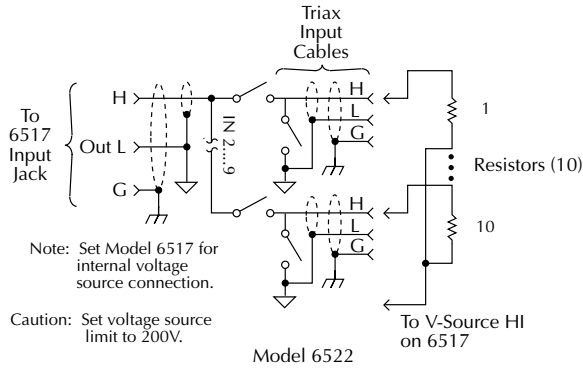 Triax
Input
Cables
H
L
G
To
6517
Input
Jack
H
Out L
G
IN 2....9
1
Resistors (10)
10
H
L
G
Note: Set Model 6517 for
internal voltage
source connection.
Caution: Set voltage source
limit to 200V.
To V-Source HI
on 6517
Model 6522